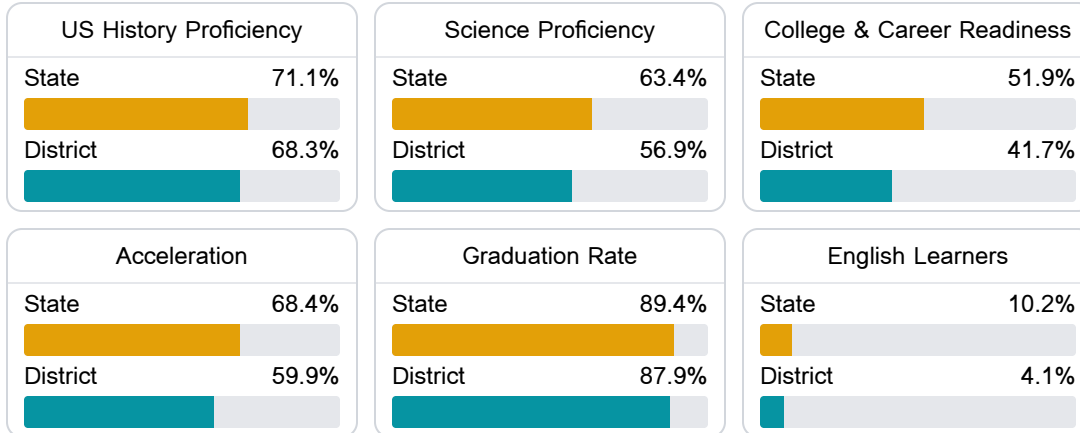 US History Proficiency
State 71.1%
District 68.3%
Science Proficiency
State 63.4%
District 56.9%
College & Career Readiness
State 51.9%
District 41.7%
Acceleration
State 68.4%
District 59.9%
Graduation Rate
State 89.4%
District 87.9%
English Learners
State 10.2%
District 4.1%